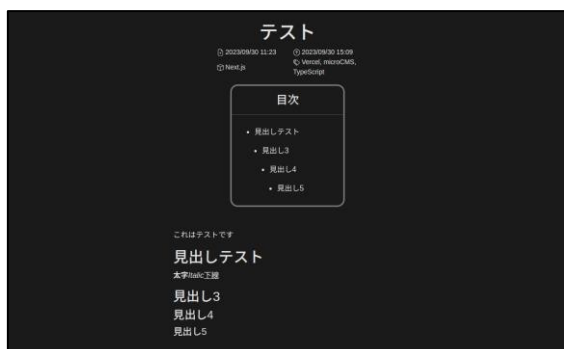 テスト
2023/09/30 11:23
2023/09/30 15:09
Next.js
Vercel, microCMS,
TypeScript
目次
見出しテスト
見出し3
見出し4
見出し5
これはテストです
見出しテスト
太字Italic下線
見出し3
見出し4
見出し5